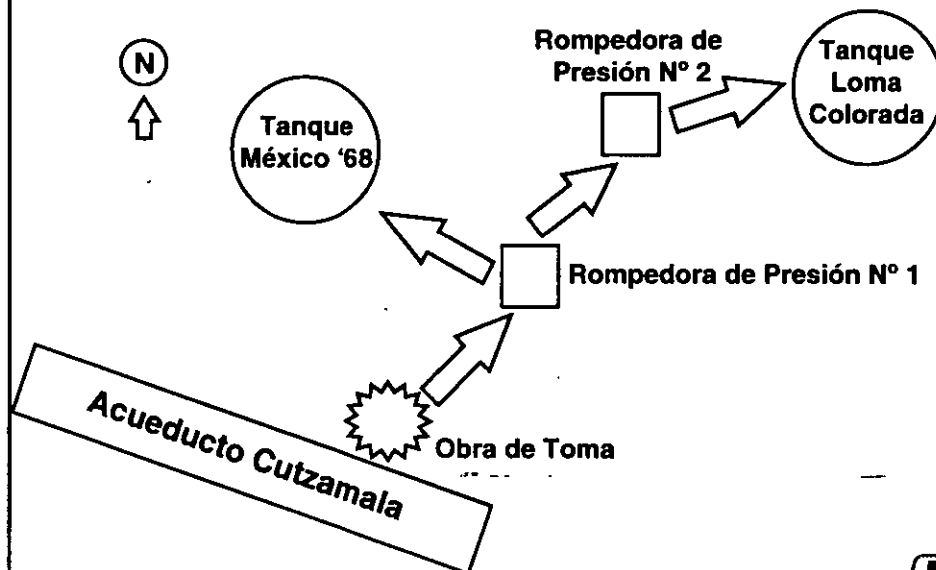 N
Rompedora de
Presión Nº 2
Tanque
Loma
Colorada
Tanque
México '68
Rompedora de Presión Nº 1
Acueducto Cutzamala
Obra de Toma